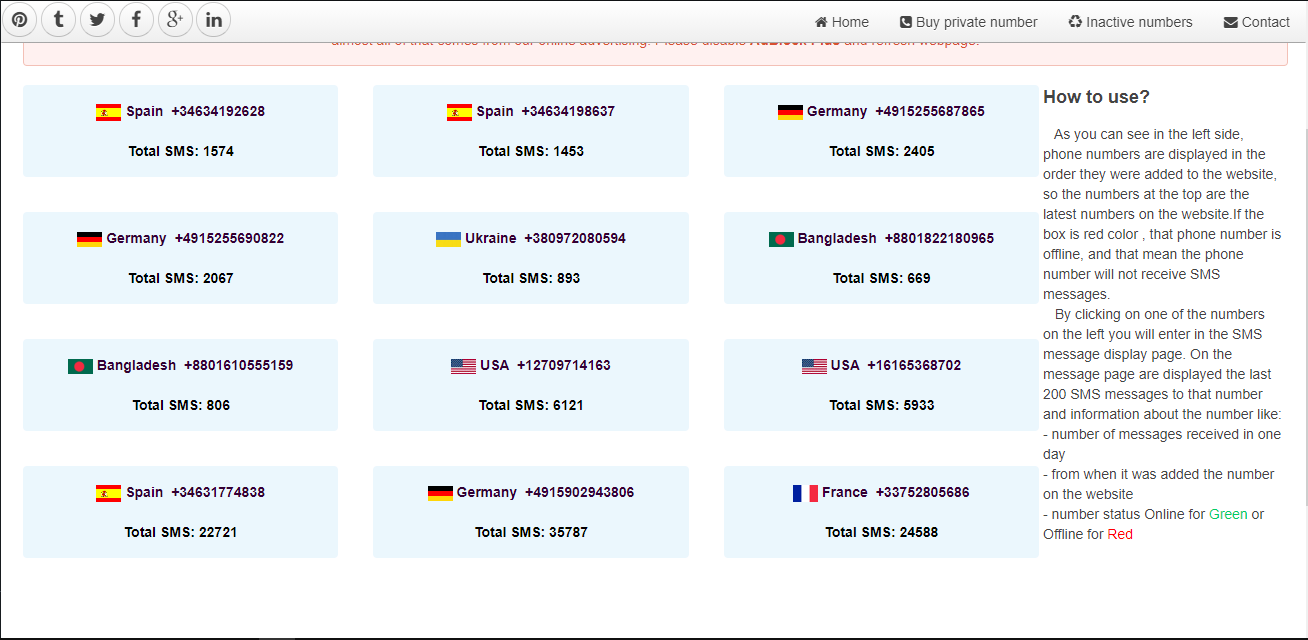 Home
Buy private number
Inactive numbers
Contact
almost all of that comes from our online advertising. Please disable AdBlock Plus and refresh webpage.
Spain +34634192628
Total SMS: 1574
Spain +34634198637
Total SMS: 1453
Germany +4915255687865
Total SMS: 2405
Germany +4915255690822
Total SMS: 2067
Ukraine +380972080594
Total SMS: 893
Bangladesh +8801822180965
Total SMS: 669
Bangladesh +8801610555159
Total SMS: 806
USA +12709714163
Total SMS: 6121
USA +16165368702
Total SMS: 5933
Spain +34631774838
Total SMS: 22721
Germany +4915902943806
Total SMS: 35787
France +33752805686
Total SMS: 24588
How to use?
As you can see in the left side,
phone numbers are displayed in the
order they were added to the website,
so the numbers at the top are the
latest numbers on the website.If the
box is red color , that phone number is
offline, and that mean the phone
number will not receive SMS
messages.
By clicking on one of the numbers
on the left you will enter in the SMS
message display page. On the
message page are displayed the last
200 SMS messages to that number
and information about the number like:
- number of messages received in one
day
- from when it was added the number
on the website
- number status Online for Green or
Offline for Red